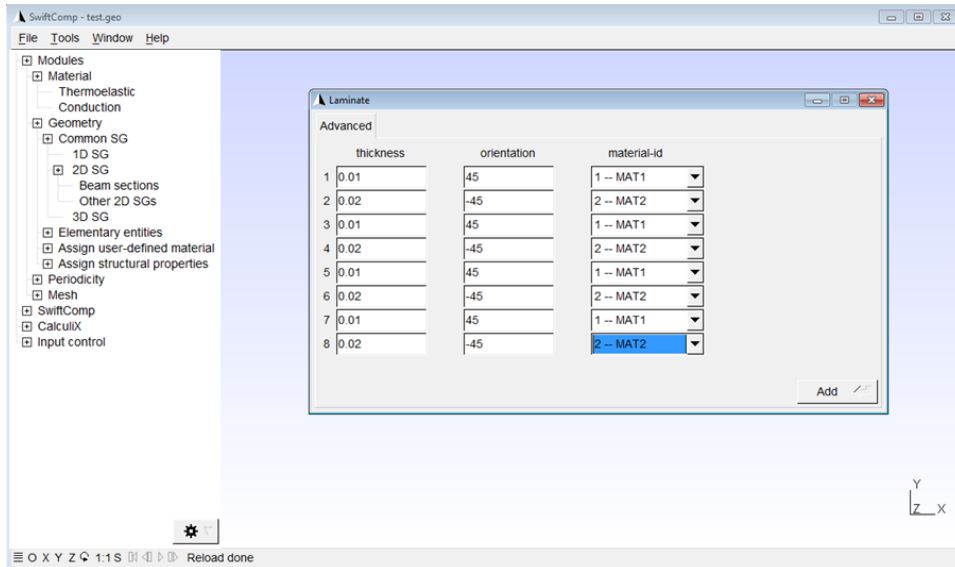 SwiftComp - test.geo
File Tools Window Help
Modules
Material
Thermoelastic
Conduction
Geometry
Common SG
1D SG
2D SG
Beam sections
Other 2D SGs
3D SG
Elementary entities
Assign user-defined material
Assign structural properties
Periodicity
Mesh
SwiftComp
CalculiX
Input control
Laminate
Advanced
thickness orientation material-id
1 0.01 45 1 -- MAT1
2 0.02 -45 2 -- MAT2
3 0.01 45 1 -- MAT1
4 0.02 -45 2 -- MAT2
5 0.01 45 1 -- MAT1
6 0.02 -45 2 -- MAT2
7 0.01 45 1 -- MAT1
8 0.02 -45 2 -- MAT2
Add
Y
Z X
O X Y Z 1:1 S Reload done